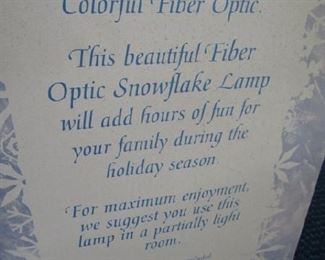 Colorful Fiber Optic.
This beautiful Fiber
Optic Snowflake Lamp
will add hours of fun for
your family during the
holiday season.
For maximum enjoyment,
we suggest you use this
lamp in a partially light
room.